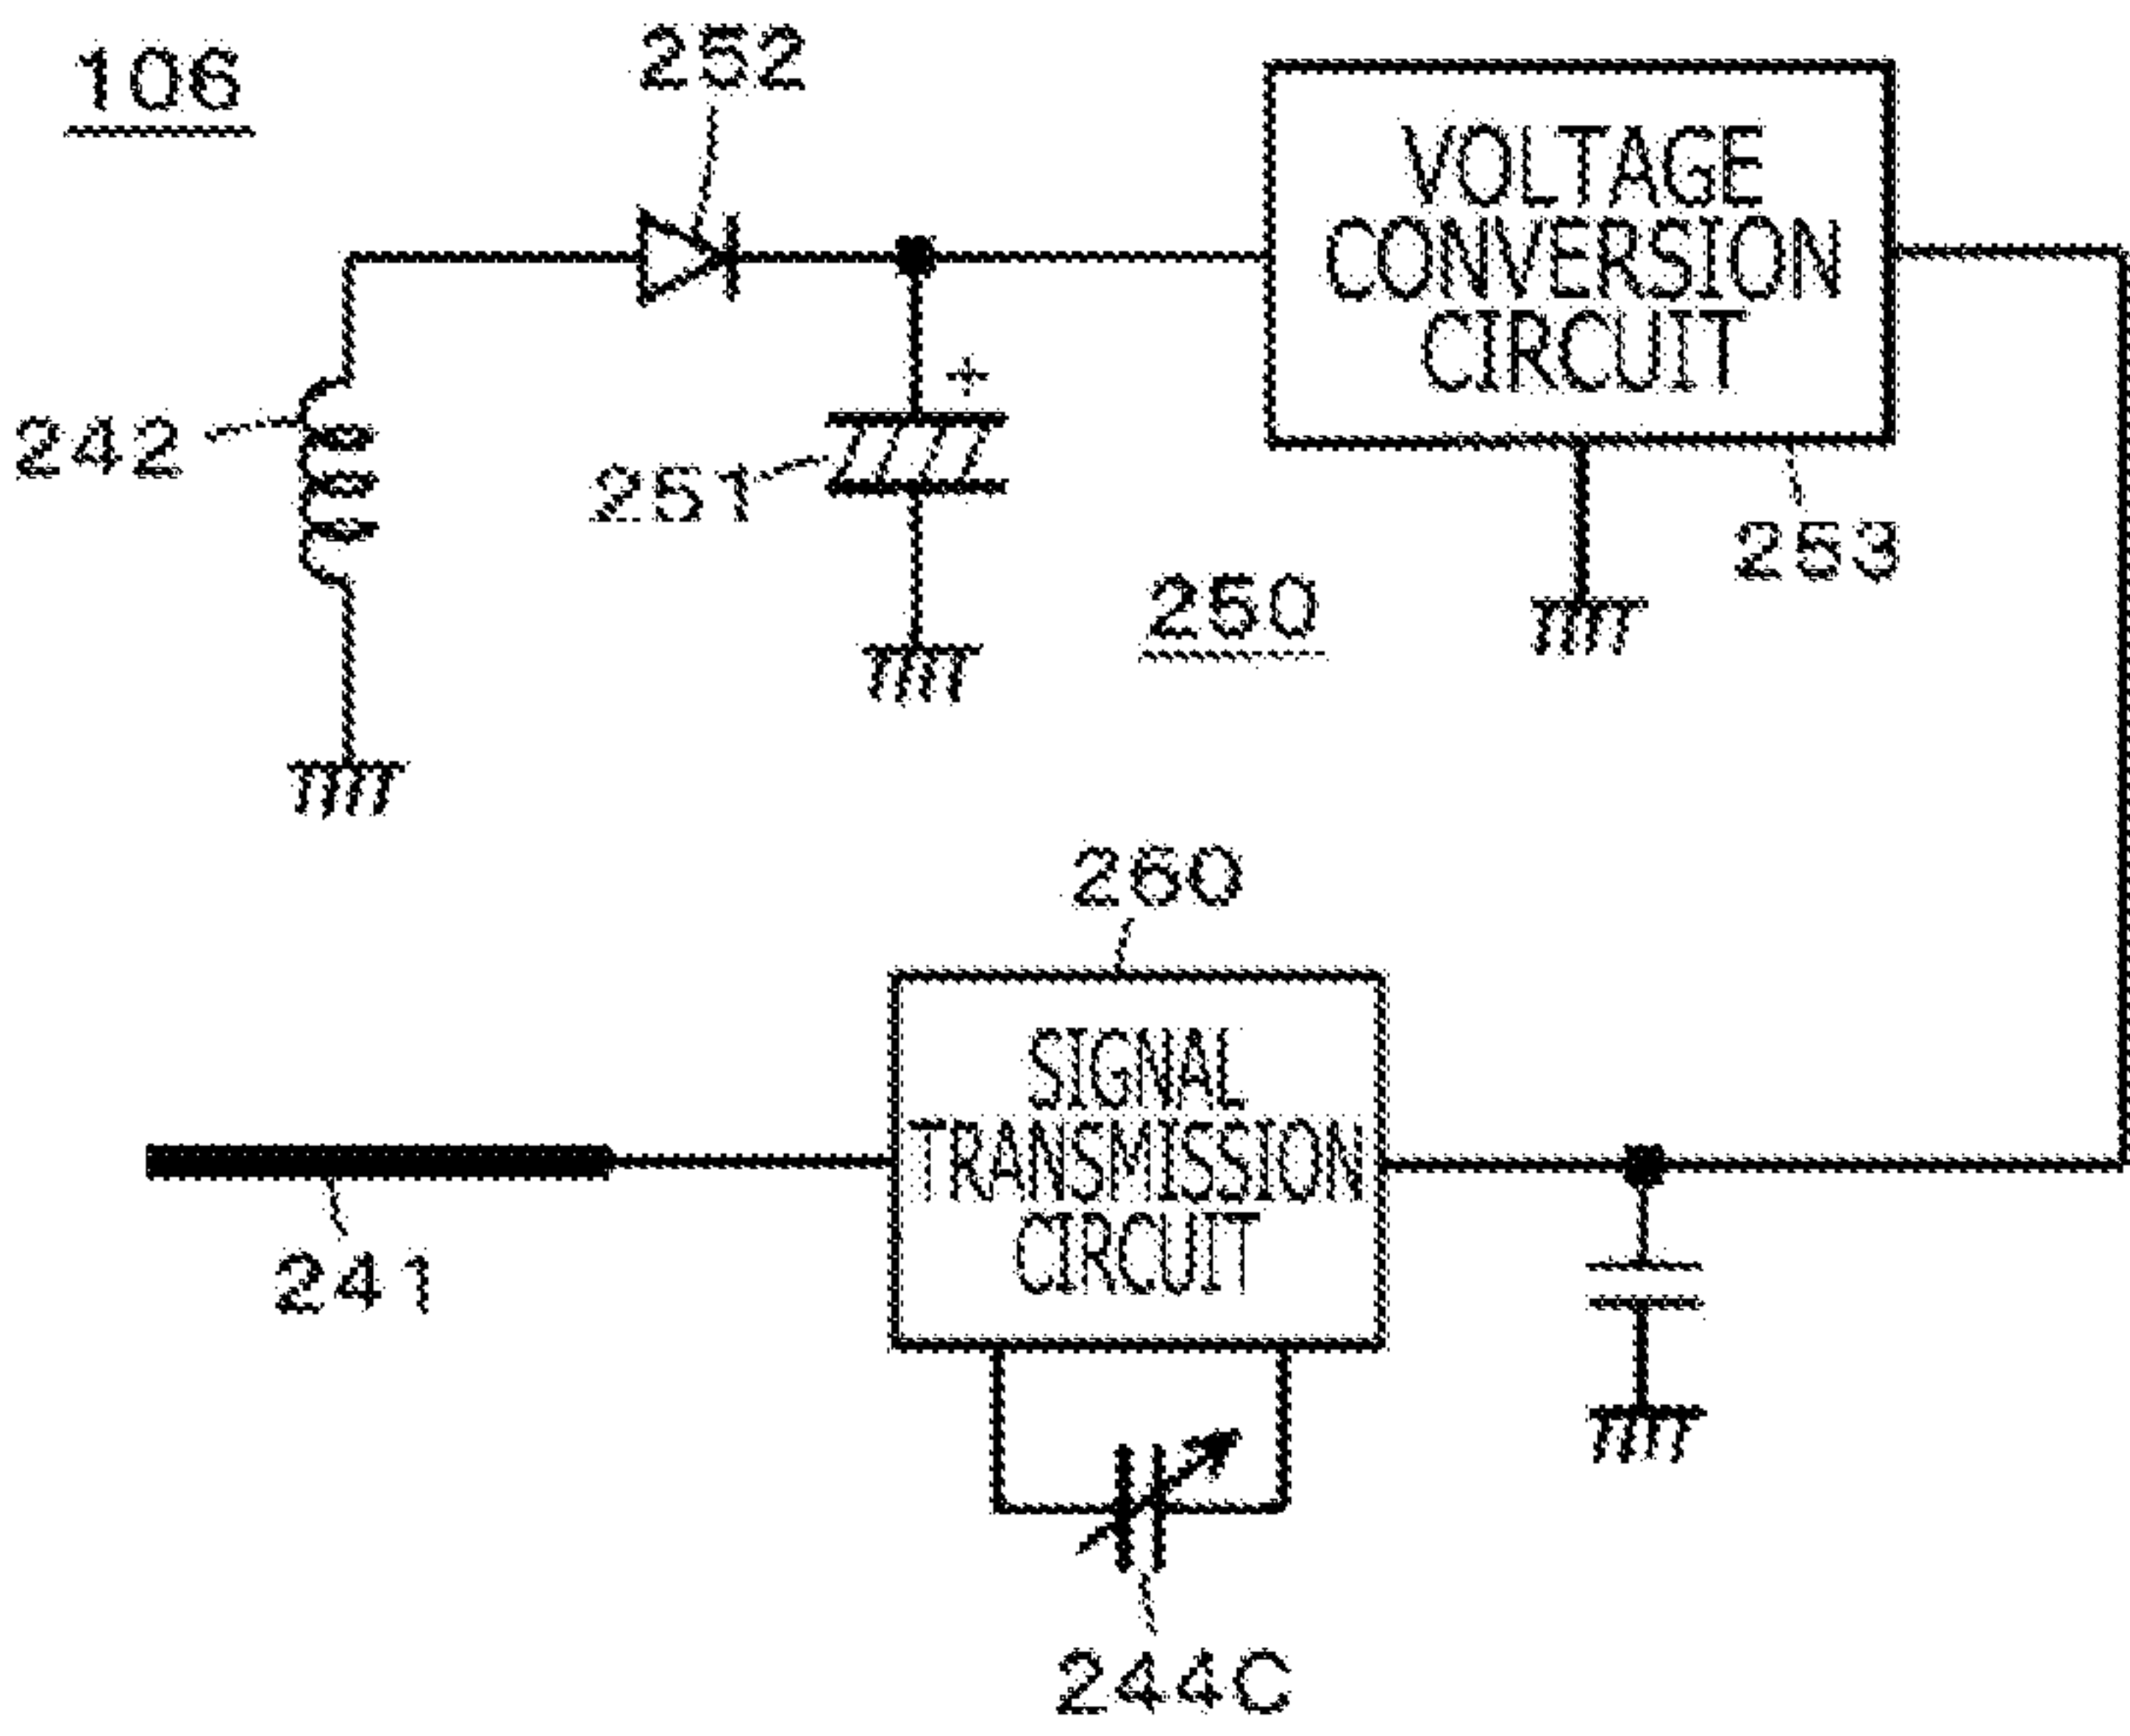 106
252
VOLTAGE
CONVERSION
CIRCUIT
+
242
251
253
250
260
SIGNAL
TRANSMISSION
CIRCUIT
241
244C